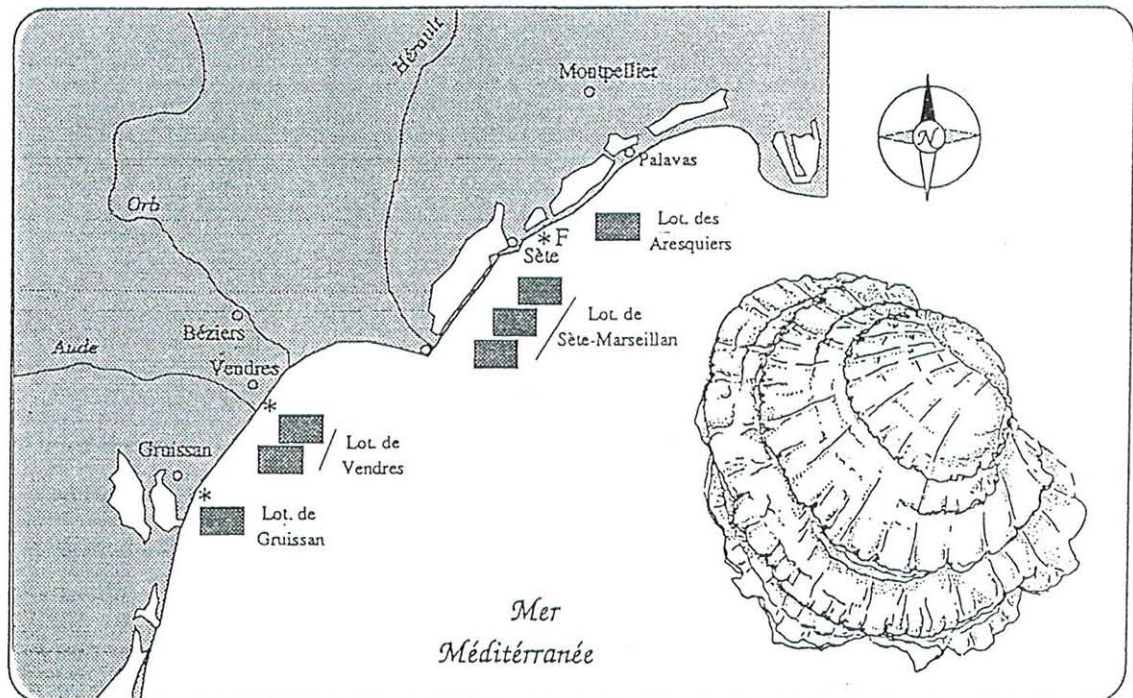 Hérault
Montpellier
N
Palavas
Orb
Lot. des
Aresquiers
* F
Sète
Lot. de
Sète-Marseillan
Béziers
Aude
Vendres
*
Lot. de
Vendres
Gruissan
*
Lot. de
Gruissan
Mer
Méditérranée